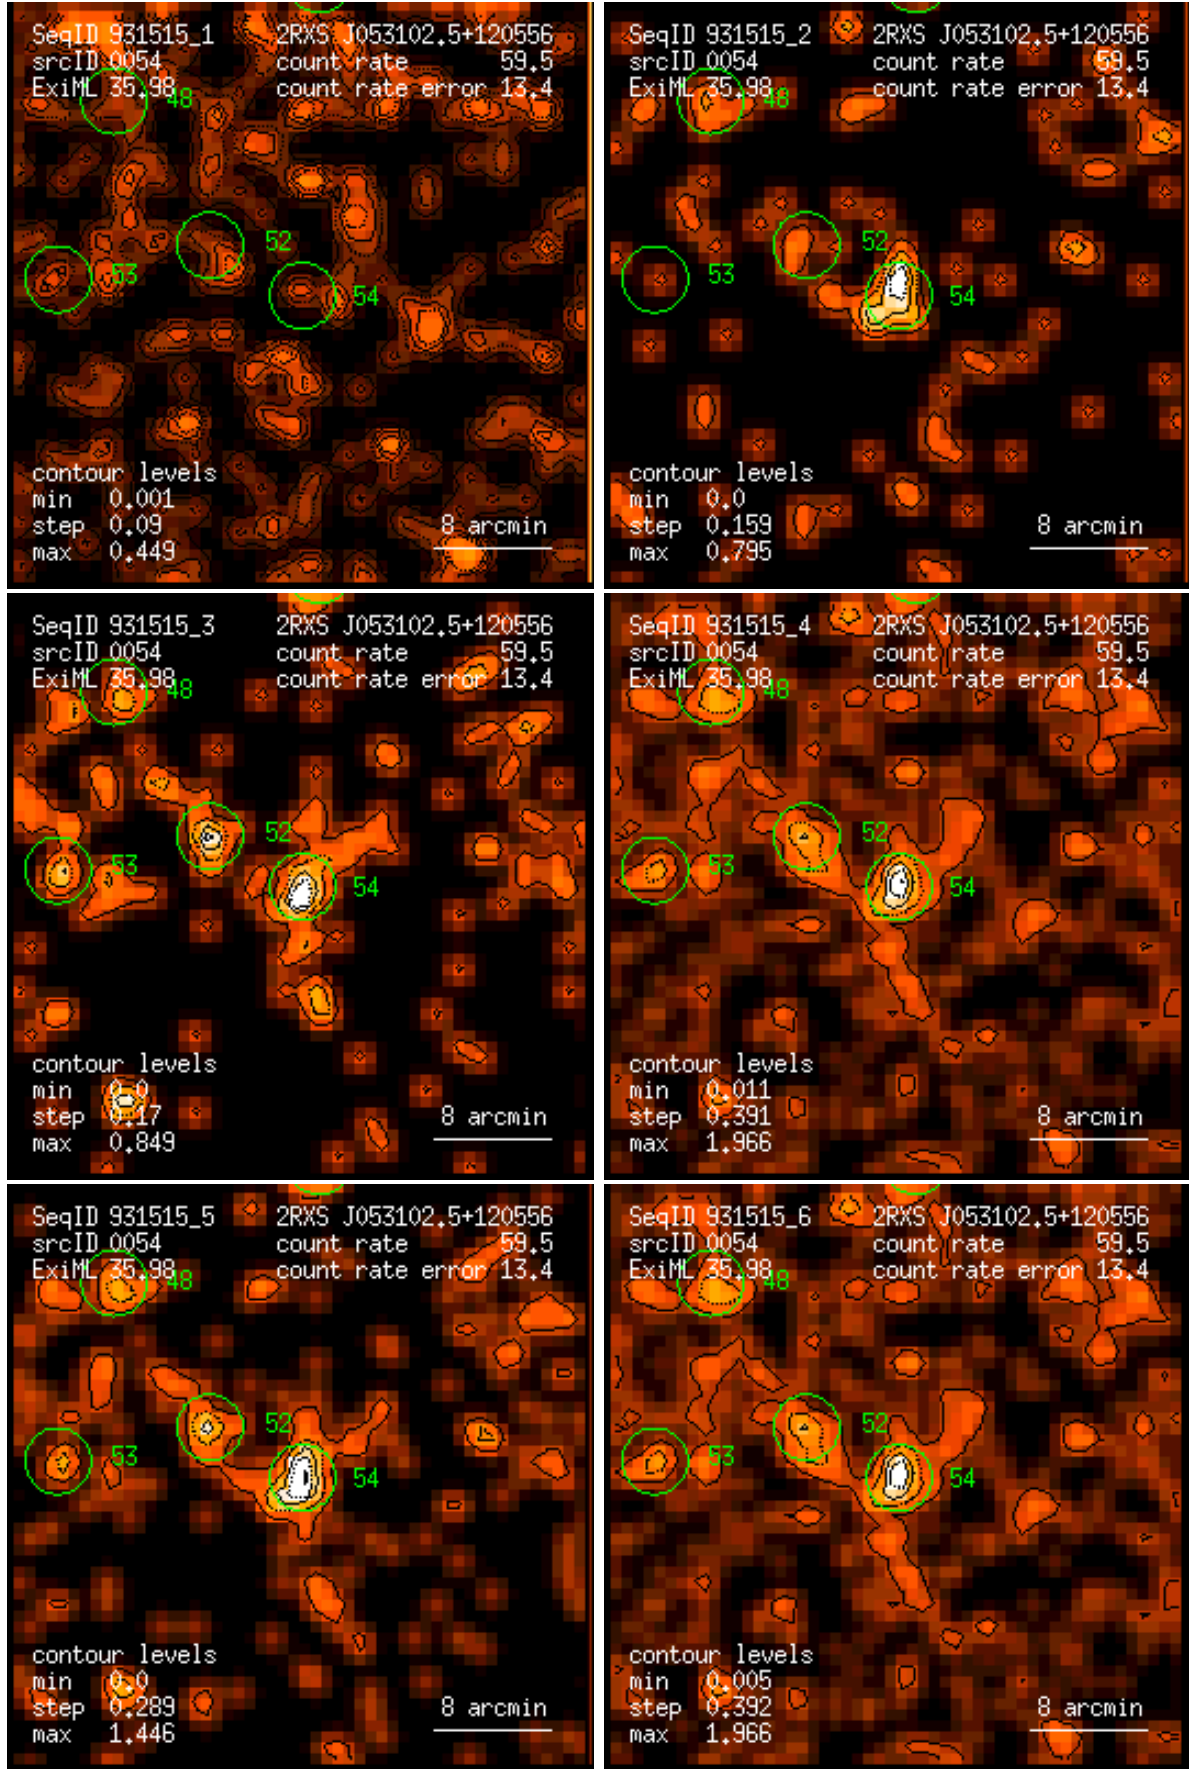 SeqID 931515_1 2RXS J053102.5+120556
srcID 0054 count rate 59.5
ExiML 35.98 count rate error 13.4
48
52
53
54
contour levels
min 0.001
step 0.09
max 0.449
8 arcmin
SeqID 931515_2 2RXS J053102.5+120556
srcID 0054 count rate 59.5
ExiML 35.98 count rate error 13.4
48
52
53
54
contour levels
min 0.0
step 0.159
max 0.795
8 arcmin
SeqID 931515_3 2RXS J053102.5+120556
srcID 0054 count rate 59.5
ExiML 35.98 count rate error 13.4
48
52
53
54
contour levels
min 0.0
step 0.17
max 0.849
8 arcmin
SeqID 931515_4 2RXS J053102.5+120556
srcID 0054 count rate 59.5
ExiML 35.98 count rate error 13.4
48
52
53
54
contour levels
min 0.011
step 0.391
max 1.966
8 arcmin
SeqID 931515_5 2RXS J053102.5+120556
srcID 0054 count rate 59.5
ExiML 35.98 count rate error 13.4
48
52
53
54
contour levels
min 0.0
step 0.289
max 1.446
8 arcmin
SeqID 931515_6 2RXS J053102.5+120556
srcID 0054 count rate 59.5
ExiML 35.98 count rate error 13.4
48
52
53
54
contour levels
min 0.005
step 0.392
max 1.966
8 arcmin